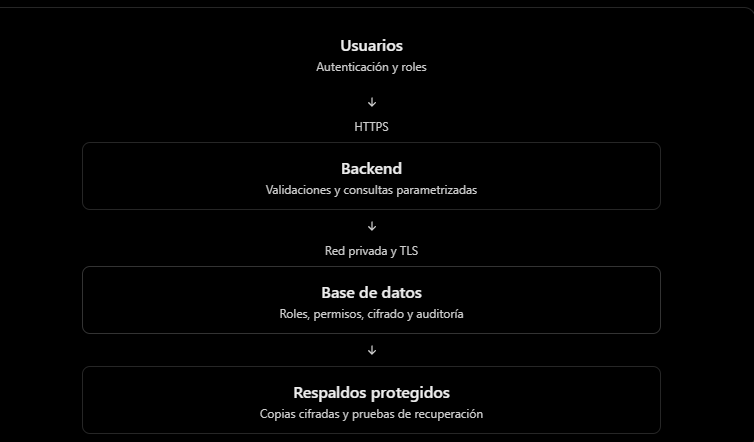 Usuarios
Autenticación y roles
↓
HTTPS
Backend
Validaciones y consultas parametrizadas
↓
Red privada y TLS
Base de datos
Roles, permisos, cifrado y auditoría
↓
Respaldos protegidos
Copias cifradas y pruebas de recuperación